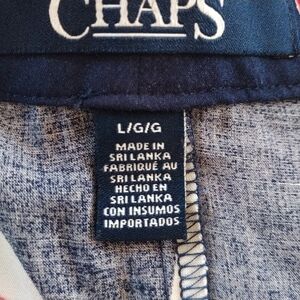 CHAPS
L/G/G
MADE IN
SRI LANKA
FABRIQUÉ AU
SRI LANKA
HECHO EN
SRI LANKA
CON INSUMOS
IMPORTADOS